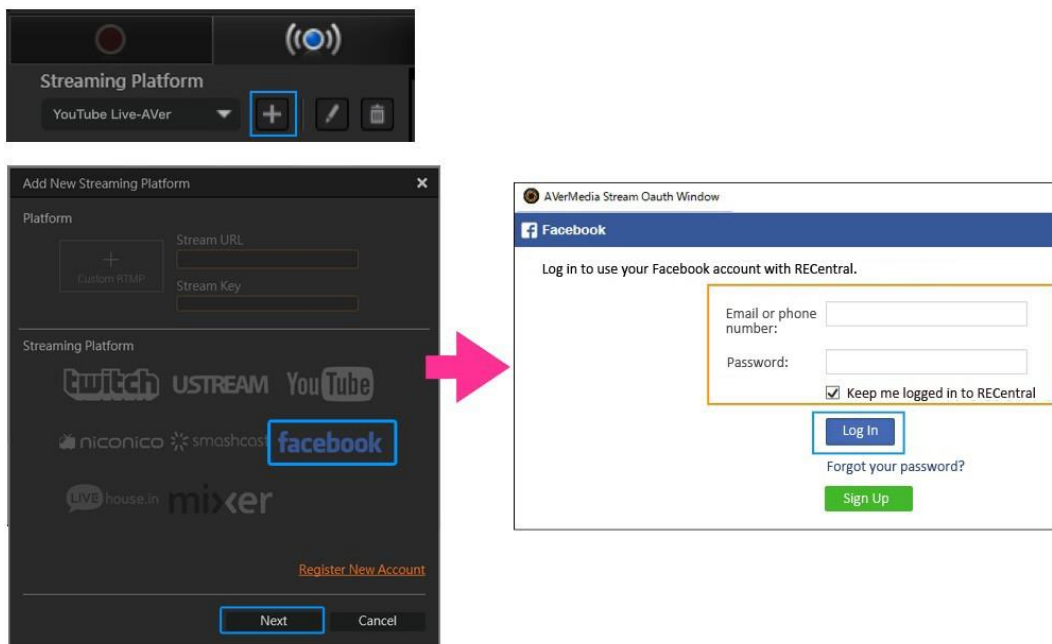 Streaming Platform
YouTube Live-AVer
Add New Streaming Platform
Platform
Stream URL
Custom RTMP
Stream Key
Streaming Platform
twitch USTREAM YouTube
niconico smashcast facebook
LIVE house.in mixer
Register New Account
Next Cancel
AVerMedia Stream Oauth Window
Facebook
Log in to use your Facebook account with RECentral.
Email or phone
number:
Password:
Keep me logged in to RECentral
Log In
Forgot your password?
Sign Up